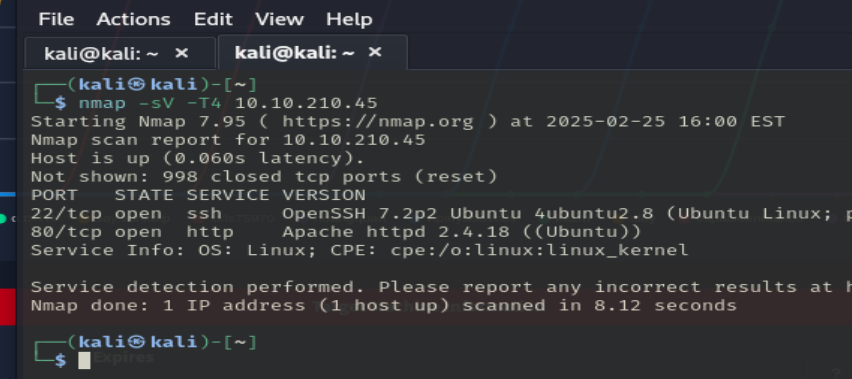 File Actions Edit View Help
kali@kali: ~ × kali@kali: ~ ×
┌──(kali㉿kali)-[~]
└─$ nmap -sV -T4 10.10.210.45
Starting Nmap 7.95 ( https://nmap.org ) at 2025-02-25 16:00 EST
Nmap scan report for 10.10.210.45
Host is up (0.060s latency).
Not shown: 998 closed tcp ports (reset)
PORT   STATE SERVICE VERSION
22/tcp open  ssh     OpenSSH 7.2p2 Ubuntu 4ubuntu2.8 (Ubuntu Linux; p
80/tcp open  http    Apache httpd 2.4.18 ((Ubuntu))
Service Info: OS: Linux; CPE: cpe:/o:linux:linux_kernel
Service detection performed. Please report any incorrect results at h
Nmap done: 1 IP address (1 host up) scanned in 8.12 seconds
┌──(kali㉿kali)-[~]
└─$
Expires